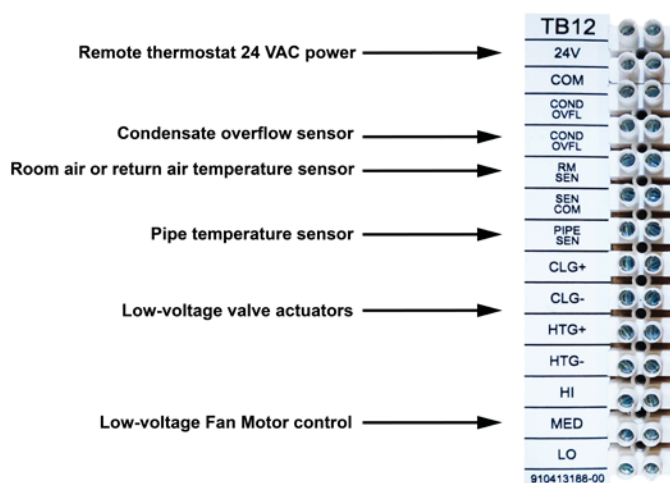 TB12
Remote thermostat 24 VAC power
24V
COM
COND
OVFL
Condensate overflow sensor
COND
OVFL
Room air or return air temperature sensor
RM
SEN
SEN
COM
Pipe temperature sensor
PIPE
SEN
CLG+
CLG-
Low-voltage valve actuators
HTG+
HTG-
HI
Low-voltage Fan Motor control
MED
LO
910413188-00